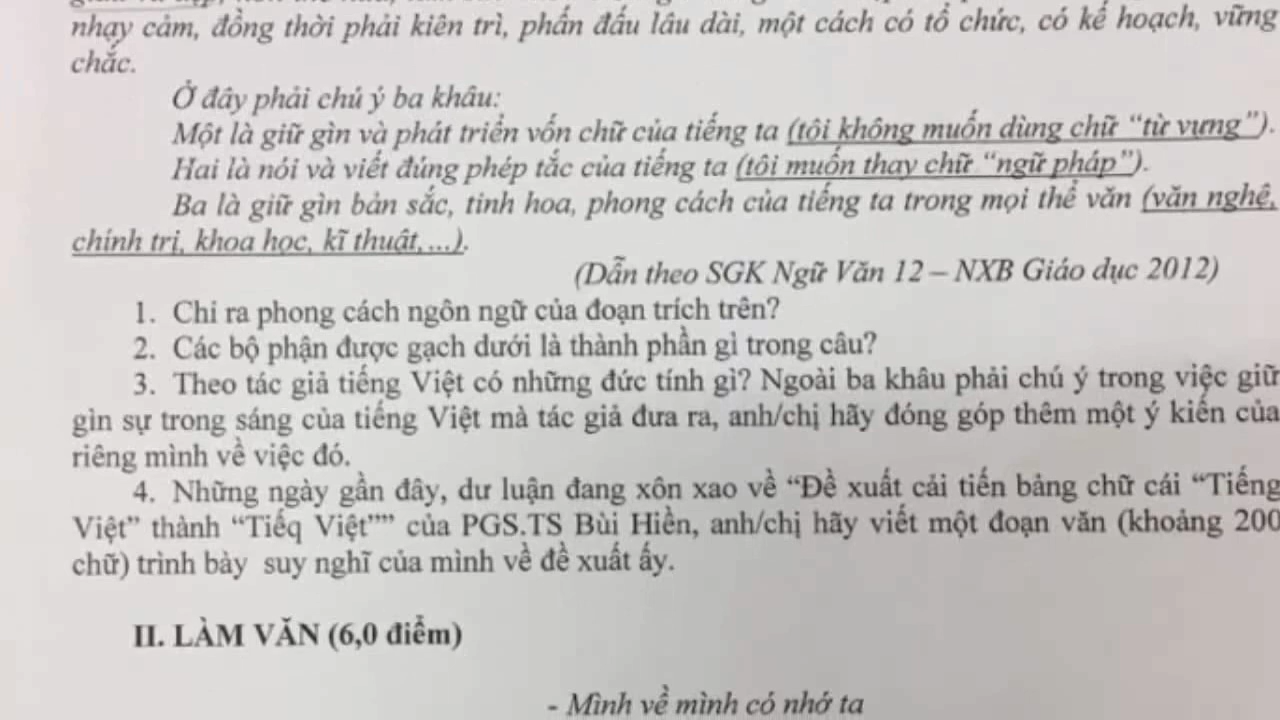 nhạy cảm, đồng thời phải kiên trì, phấn đấu lâu dài, một cách có tổ chức, có kế hoạch, vững
chắc.
Ở đây phải chú ý ba khâu:
Một là giữ gìn và phát triển vốn chữ của tiếng ta (tôi không muốn dùng chữ “từ vựng”).
Hai là nói và viết đúng phép tắc của tiếng ta (tôi muốn thay chữ “ngữ pháp”).
Ba là giữ gìn bản sắc, tinh hoa, phong cách của tiếng ta trong mọi thể văn (văn nghệ,
chính trị, khoa học, kĩ thuật,...).
(Dẫn theo SGK Ngữ Văn 12 – NXB Giáo dục 2012)
1. Chỉ ra phong cách ngôn ngữ của đoạn trích trên?
2. Các bộ phận được gạch dưới là thành phần gì trong câu?
3. Theo tác giả tiếng Việt có những đức tính gì? Ngoài ba khâu phải chú ý trong việc giữ
gìn sự trong sáng của tiếng Việt mà tác giả đưa ra, anh/chị hãy đóng góp thêm một ý kiến của
riêng mình về việc đó.
4. Những ngày gần đây, dư luận đang xôn xao về “Đề xuất cải tiến bảng chữ cái “Tiếng
Việt” thành “Tiếq Việt”” của PGS.TS Bùi Hiền, anh/chị hãy viết một đoạn văn (khoảng 200
chữ) trình bày suy nghĩ của mình về đề xuất ấy.
II. LÀM VĂN (6,0 điểm)
- Mình về mình có nhớ ta